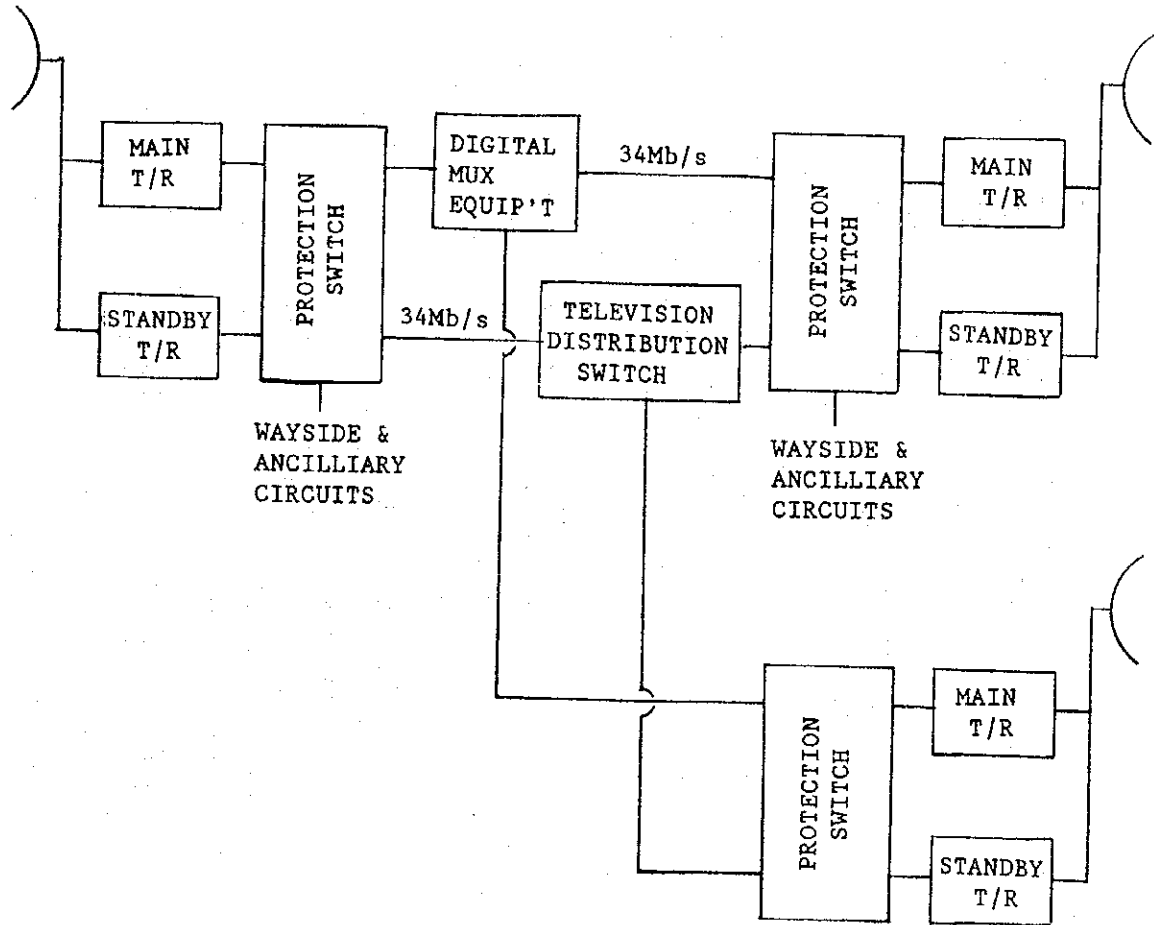 MAIN
T/R
STANDBY
T/R
PROTECTION
SWITCH
WAYSIDE &
ANCILLIARY
CIRCUITS
DIGITAL
MUX
EQUIP'T
34Mb/s
34Mb/s
TELEVISION
DISTRIBUTION
SWITCH
PROTECTION
SWITCH
WAYSIDE &
ANCILLIARY
CIRCUITS
MAIN
T/R
STANDBY
T/R
PROTECTION
SWITCH
MAIN
T/R
STANDBY
T/R